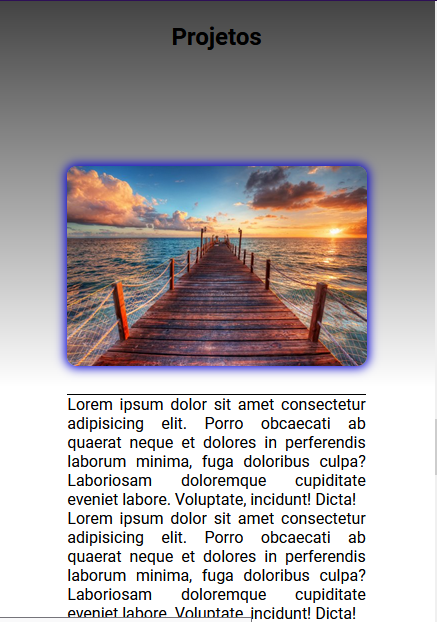 Projetos
Lorem ipsum dolor sit amet consectetur
adipisicing elit. Porro obcaecati ab
quaerat neque et dolores in perferendis
laborum minima, fuga doloribus culpa?
Laboriosam doloremque cupiditate
eveniet labore. Voluptate, incidunt! Dicta!
Lorem ipsum dolor sit amet consectetur
adipisicing elit. Porro obcaecati ab
quaerat neque et dolores in perferendis
laborum minima, fuga doloribus culpa?
Laboriosam doloremque cupiditate
eveniet labore. Voluptate, incidunt! Dicta!